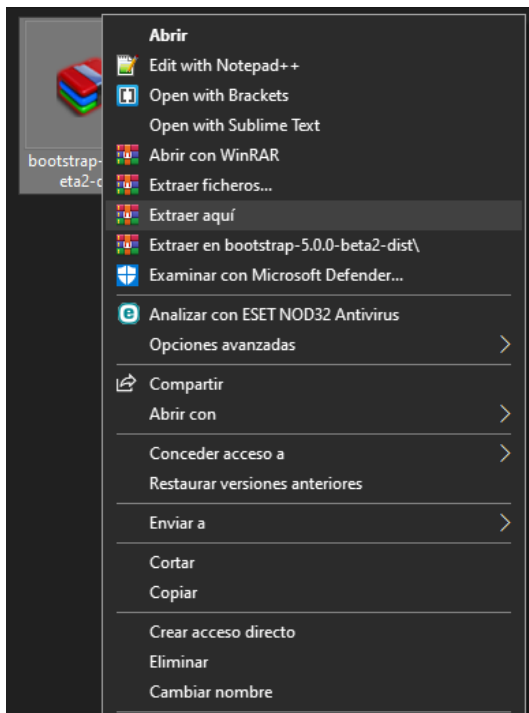 Abrir
Edit with Notepad++
Open with Brackets
Open with Sublime Text
Abrir con WinRAR
Extraer ficheros...
Extraer aquí
Extraer en bootstrap-5.0.0-beta2-dist\
Examinar con Microsoft Defender...
Analizar con ESET NOD32 Antivirus
Opciones avanzadas
Compartir
Abrir con
Conceder acceso a
Restaurar versiones anteriores
Enviar a
Cortar
Copiar
Crear acceso directo
Eliminar
Cambiar nombre
bootstrap-
eta2-d